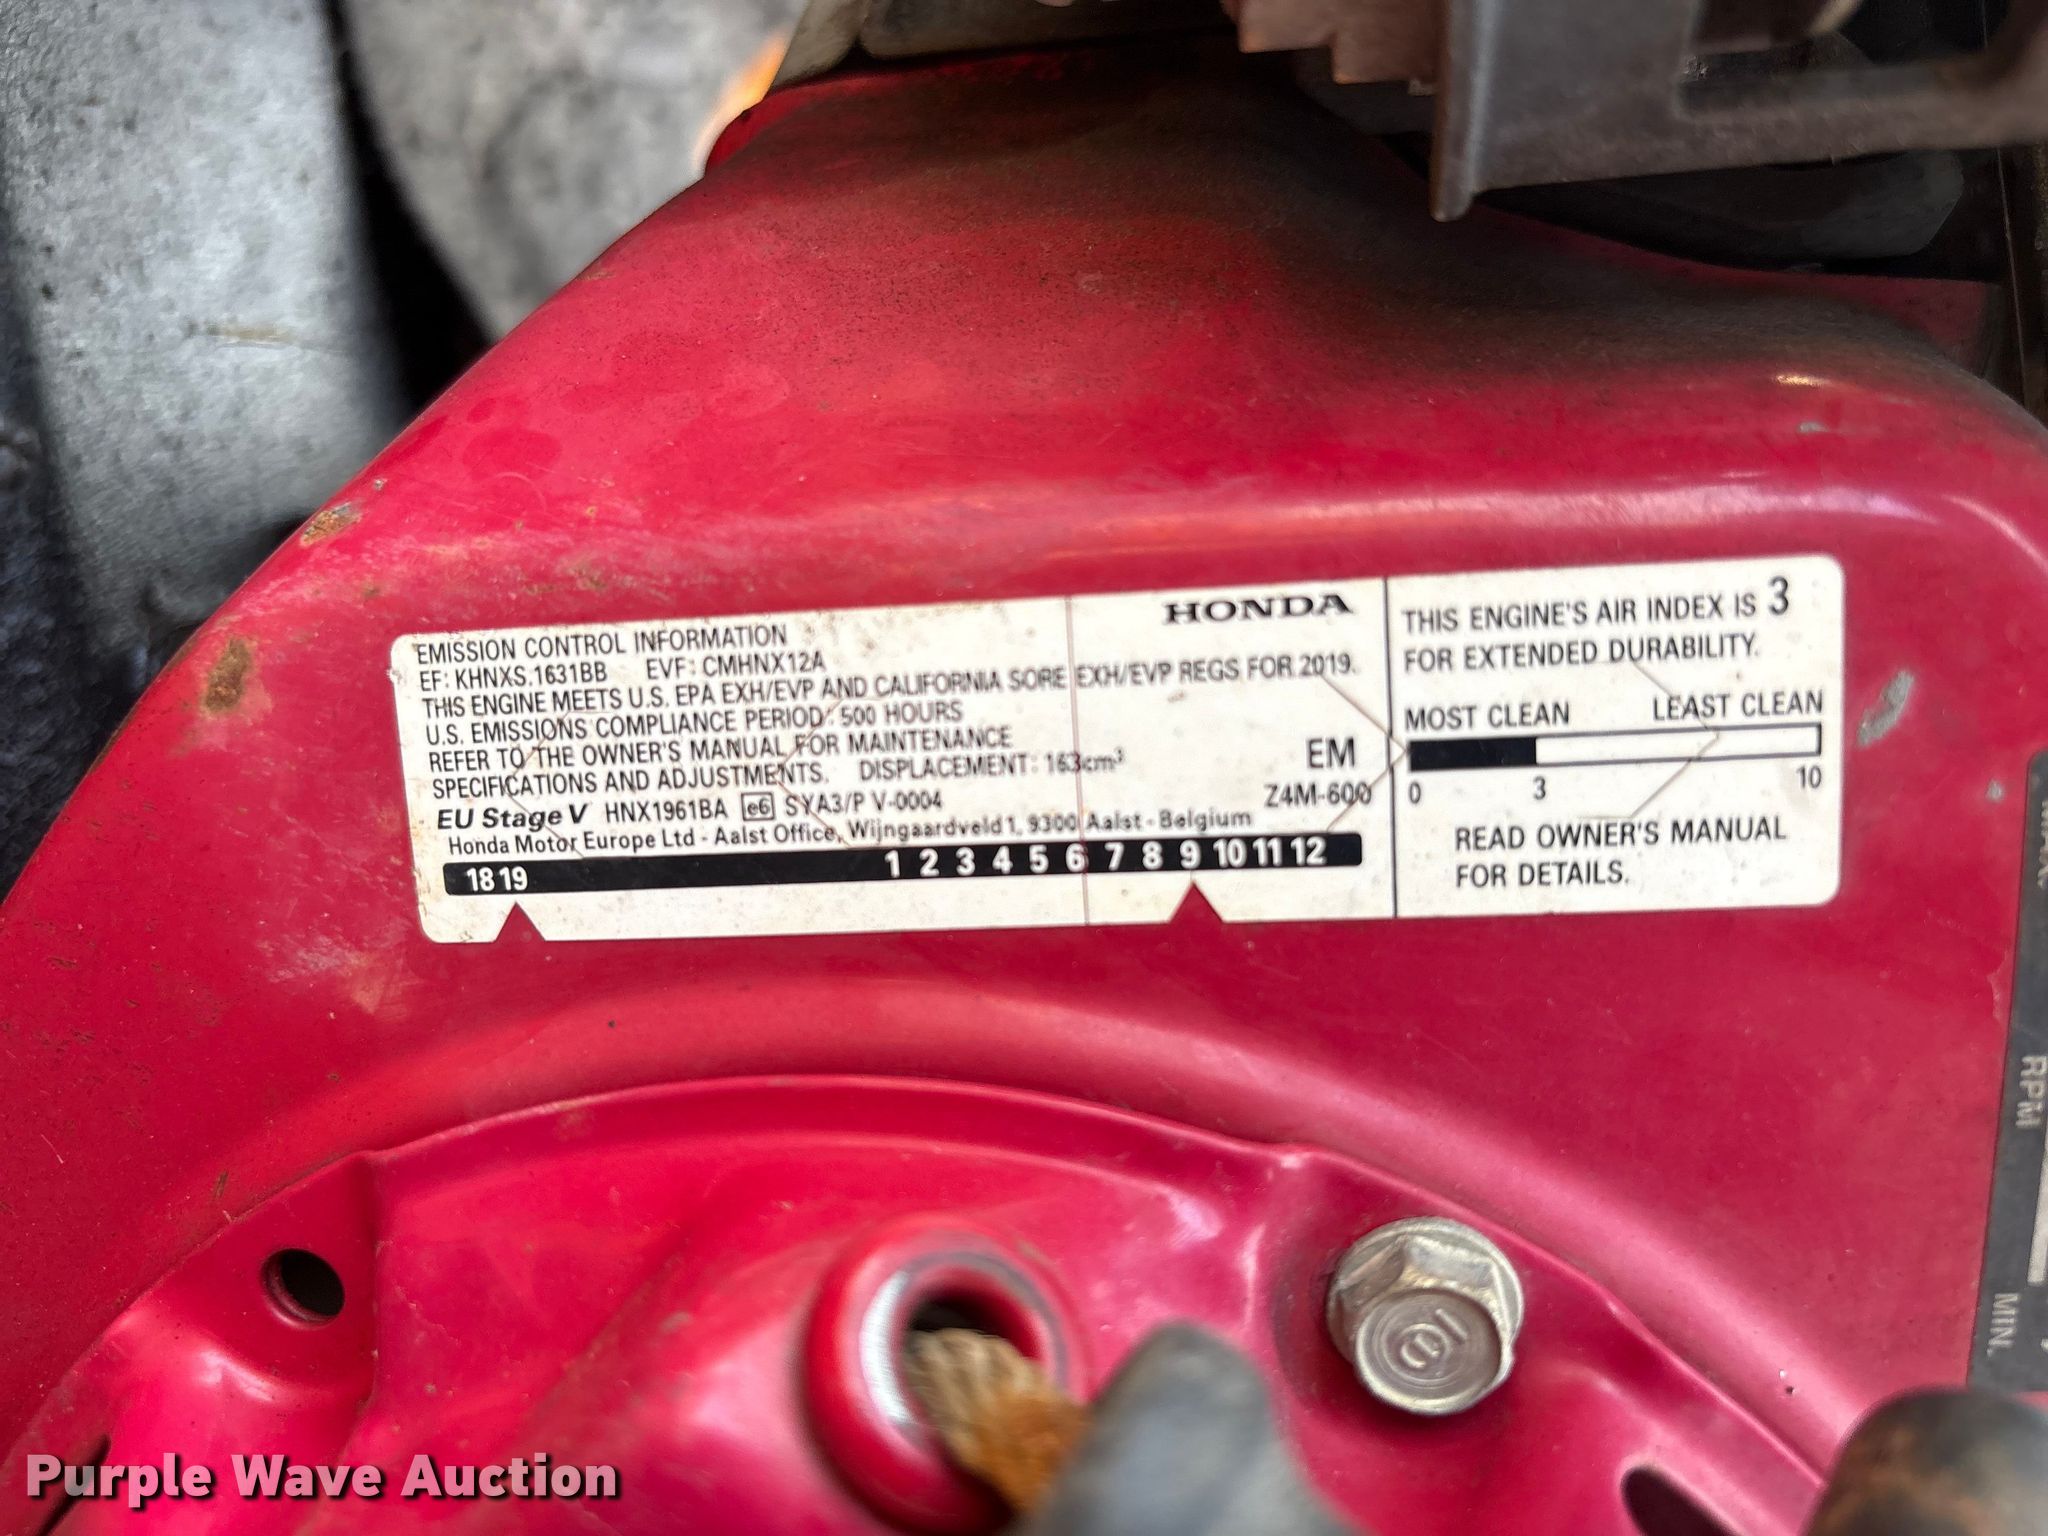 EMISSION CONTROL INFORMATION
HONDA
EF: KHNXS.1631BB EVF: CMHNX12A
THIS ENGINE MEETS U.S. EPA EXH/EVP AND CALIFORNIA SORE EXH/EVP REGS FOR 2019.
U.S. EMISSIONS COMPLIANCE PERIOD: 500 HOURS
REFER TO THE OWNER'S MANUAL FOR MAINTENANCE
SPECIFICATIONS AND ADJUSTMENTS. DISPLACEMENT: 163cm³
EM
Z4M-600
EU Stage V HNX1961BA e6 SYA3/P V-0004
Honda Motor Europe Ltd - Aalst Office, Wijngaardveld 1, 9300 Aalst - Belgium
18 19 1 2 3 4 5 6 7 8 9 10 11 12
THIS ENGINE'S AIR INDEX IS 3
FOR EXTENDED DURABILITY.
MOST CLEAN LEAST CLEAN
0 3 10
READ OWNER'S MANUAL
FOR DETAILS.
RPM
MIN.
Purple Wave Auction